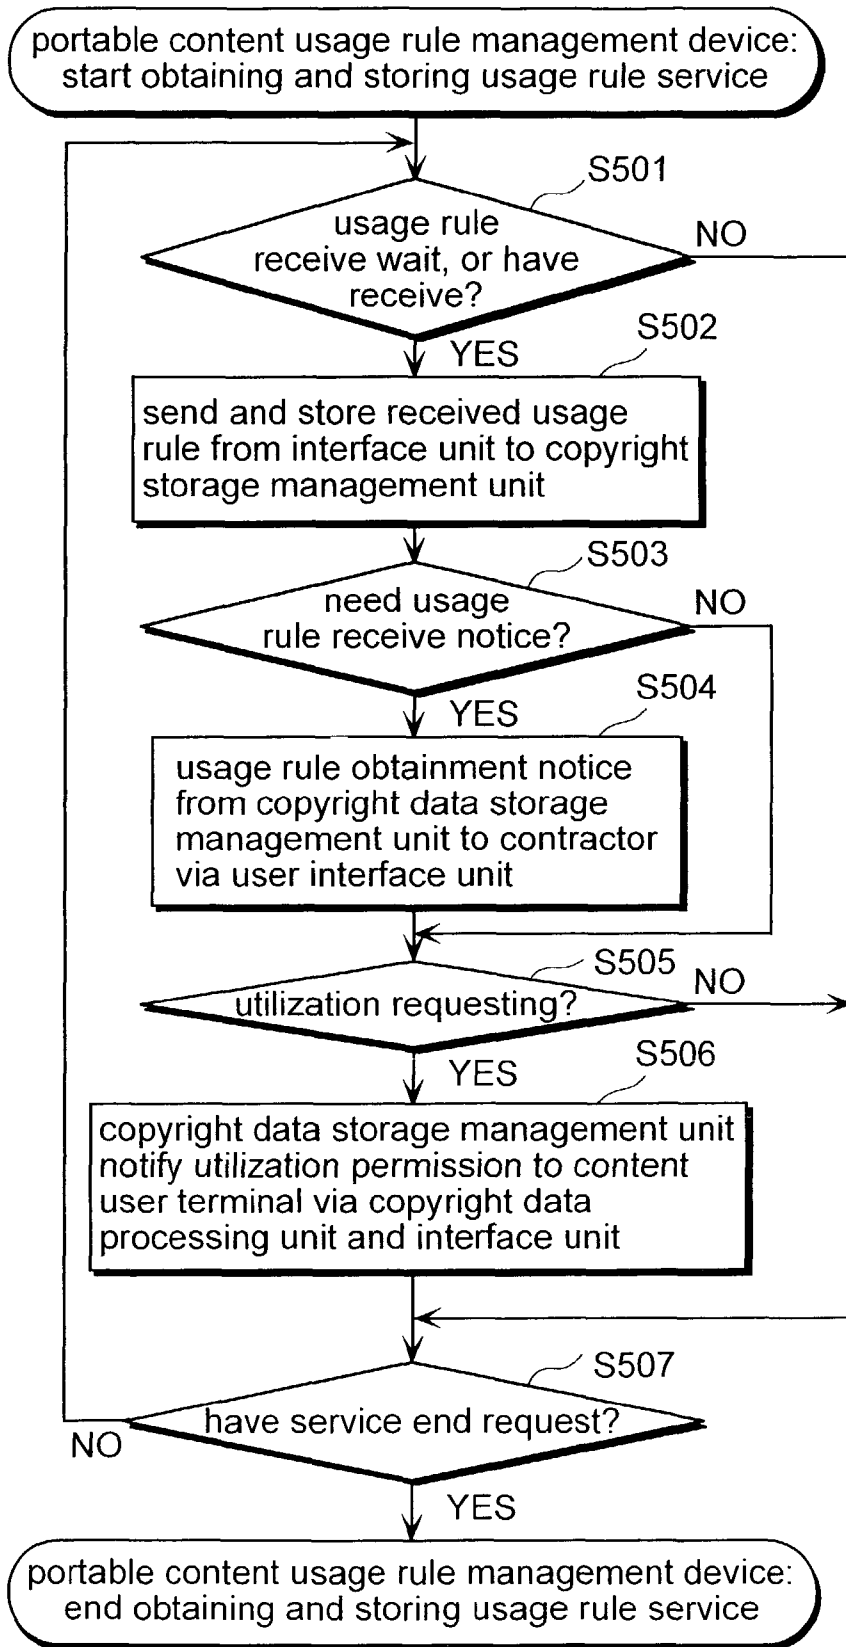 portable content usage rule management device:
start obtaining and storing usage rule service
S501
usage rule
receive wait, or have
receive?
NO
YES
S502
send and store received usage
rule from interface unit to copyright
storage management unit
S503
need usage
rule receive notice?
NO
YES
S504
usage rule obtainment notice
from copyright data storage
management unit to contractor
via user interface unit
S505
utilization requesting?
NO
YES
S506
copyright data storage management unit
notify utilization permission to content
user terminal via copyright data
processing unit and interface unit
S507
have service end request?
NO
YES
portable content usage rule management device:
end obtaining and storing usage rule service